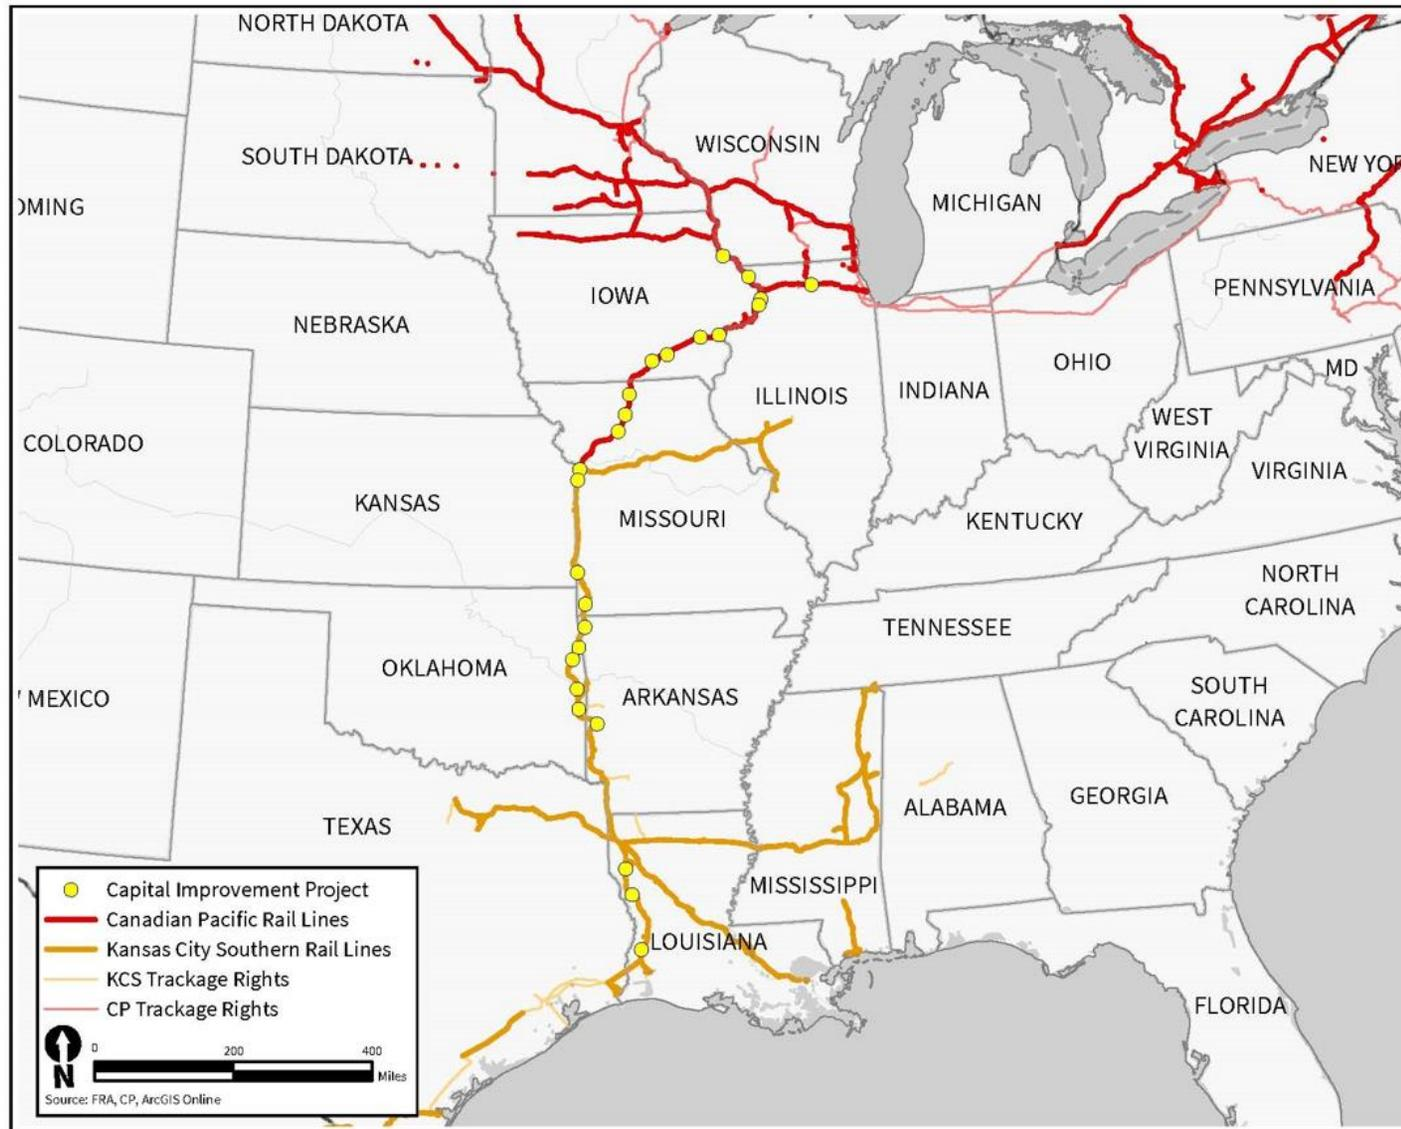 NORTH DAKOTA
WISCONSIN
SOUTH DAKOTA
NEW YOR
OMING
MICHIGAN
IOWA
PENNSYLVANIA
NEBRASKA
OHIO
MD
ILLINOIS
INDIANA
WEST
VIRGINIA
COLORADO
VIRGINIA
KANSAS
MISSOURI
KENTUCKY
NORTH
CAROLINA
TENNESSEE
OKLAHOMA
MEXICO
ARKANSAS
SOUTH
CAROLINA
GEORGIA
ALABAMA
TEXAS
MISSISSIPPI
LOUISIANA
FLORIDA
Capital Improvement Project
Canadian Pacific Rail Lines
Kansas City Southern Rail Lines
KCS Trackage Rights
CP Trackage Rights
N
0 200 400
Miles
Source: FRA, CP, ArcGIS Online